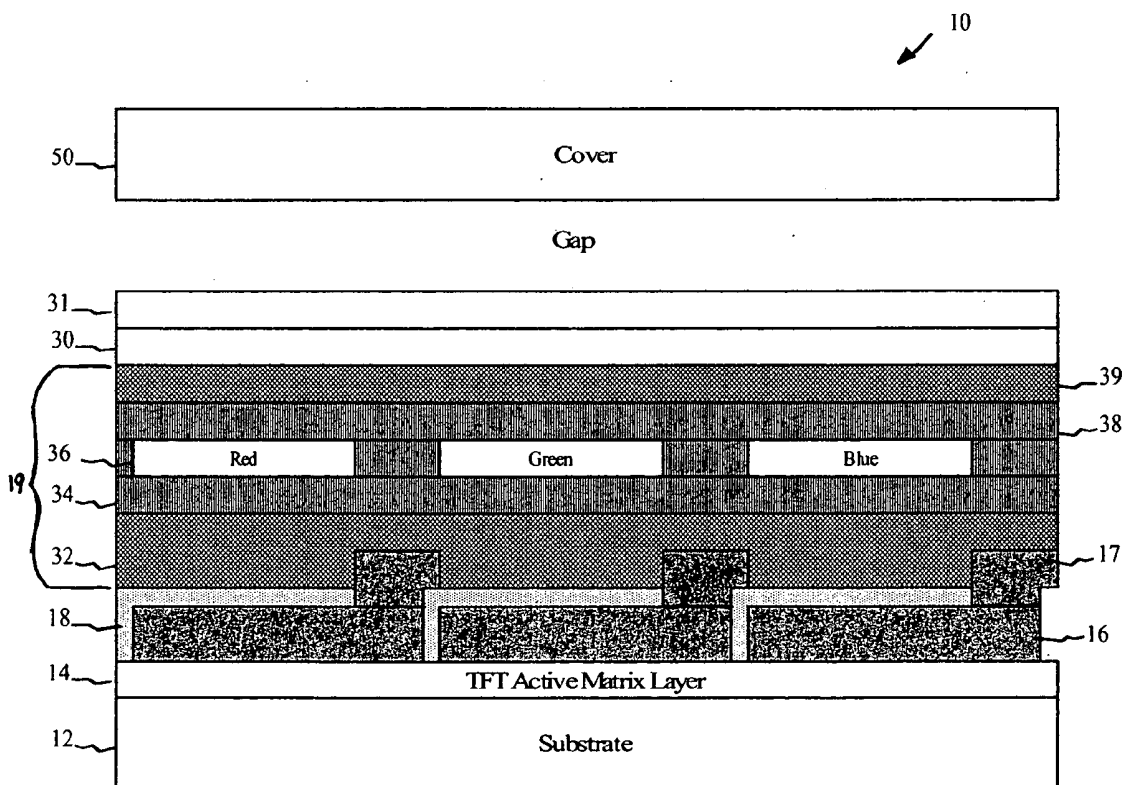 10
50
Cover
Gap
31
30
39
38
36
Red
Green
Blue
19
34
32
17
18
16
14
TFT Active Matrix Layer
12
Substrate